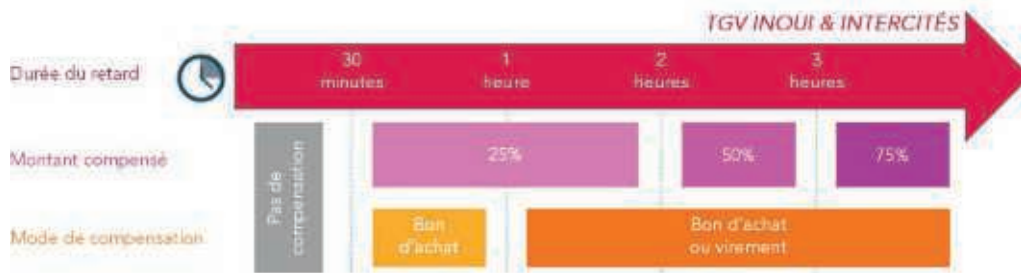 TGV INOUI & INTERCITÉS
Durée du retard
30 minutes
1 heure
2 heures
3 heures
Montant compensé
Pas de compensation
25%
50%
75%
Mode de compensation
Bon
d'achat
Bon d'achat
ou virement